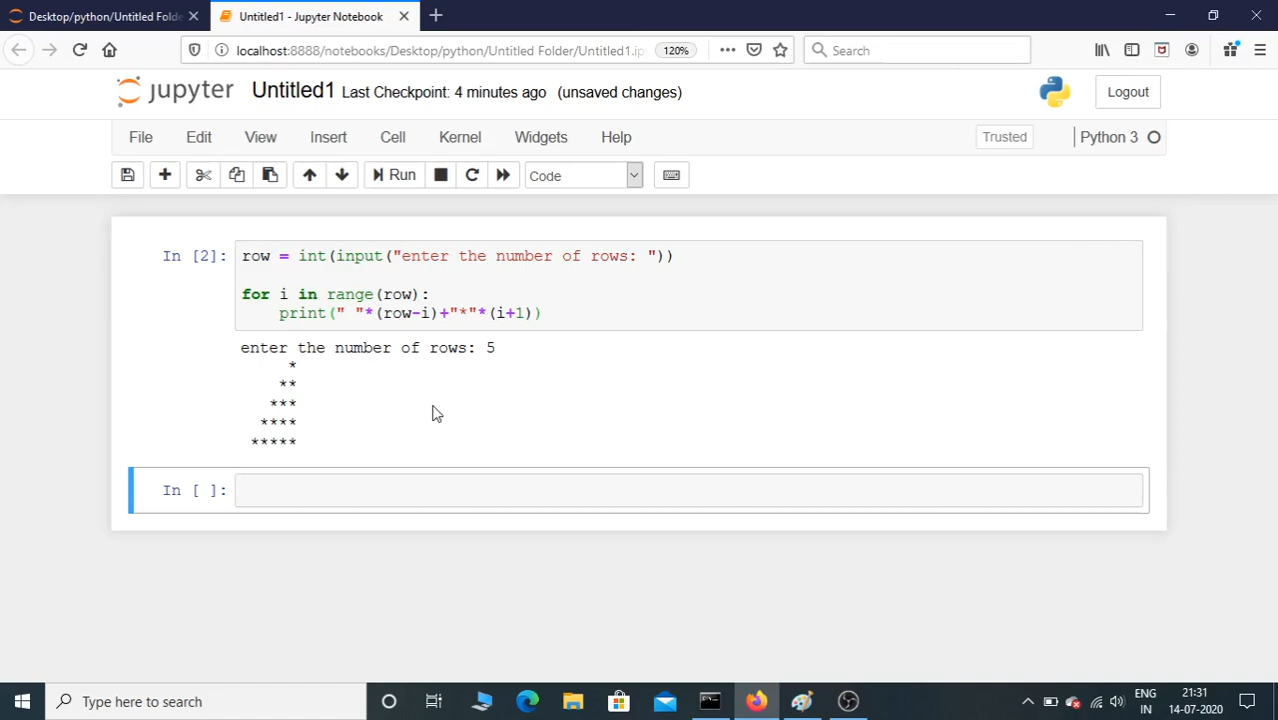 Desktop/python/Untitled Folde
Untitled1 - Jupyter Notebook
localhost:8888/notebooks/Desktop/python/Untitled Folder/Untitled1.ip
120%
Search
jupyter Untitled1 Last Checkpoint: 4 minutes ago (unsaved changes)
Logout
File Edit View Insert Cell Kernel Widgets Help
Trusted
Python 3
Run
Code
In [2]: row = int(input("enter the number of rows: "))
for i in range(row):
    print(" "*(row-i)+"*"*(i+1))
enter the number of rows: 5
     *
    **
   ***
  ****
 *****
In [ ]:
Type here to search
ENG 21:31
IN 14-07-2020